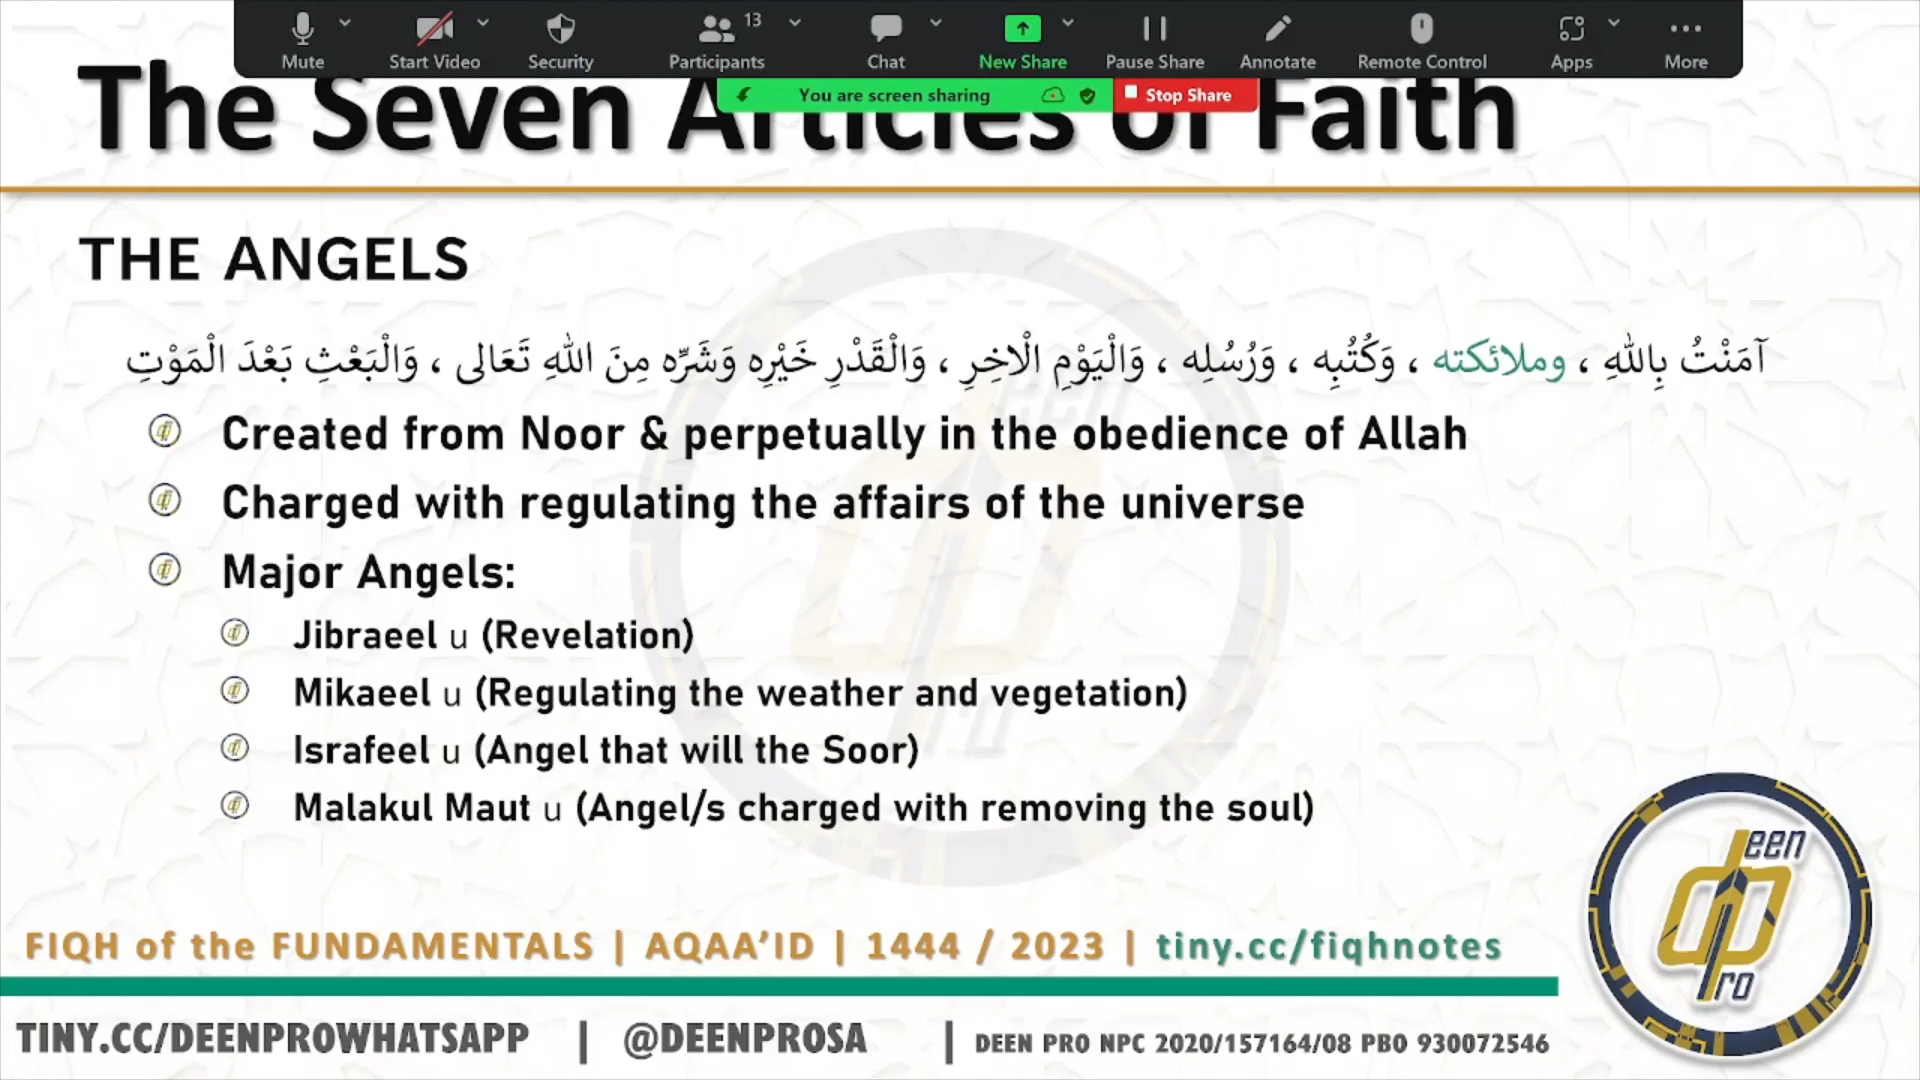 Mute Start Video Security Participants 13 Chat New Share Pause Share Annotate Remote Control Apps More
You are screen sharing Stop Share
The Seven Articles of Faith
THE ANGELS
آمَنْتُ بِاللهِ ، وملائكته ، وَكُتُبِه ، وَرُسُلِه ، وَالْيَوْمِ الْاخِرِ ، وَالْقَدْرِ خَيْرِه وَشَرِّه مِنَ اللهِ تَعَالى ، وَالْبَعْثِ بَعْدَ الْمَوْتِ
Created from Noor & perpetually in the obedience of Allah
Charged with regulating the affairs of the universe
Major Angels:
Jibraeel u (Revelation)
Mikaeel u (Regulating the weather and vegetation)
Israfeel u (Angel that will the Soor)
Malakul Maut u (Angel/s charged with removing the soul)
een
ro
FIQH of the FUNDAMENTALS | AQAA’ID | 1444 / 2023 | tiny.cc/fiqhnotes
TINY.CC/DEENPROWHATSAPP | @DEENPROSA | DEEN PRO NPC 2020/157164/08 PBO 930072546